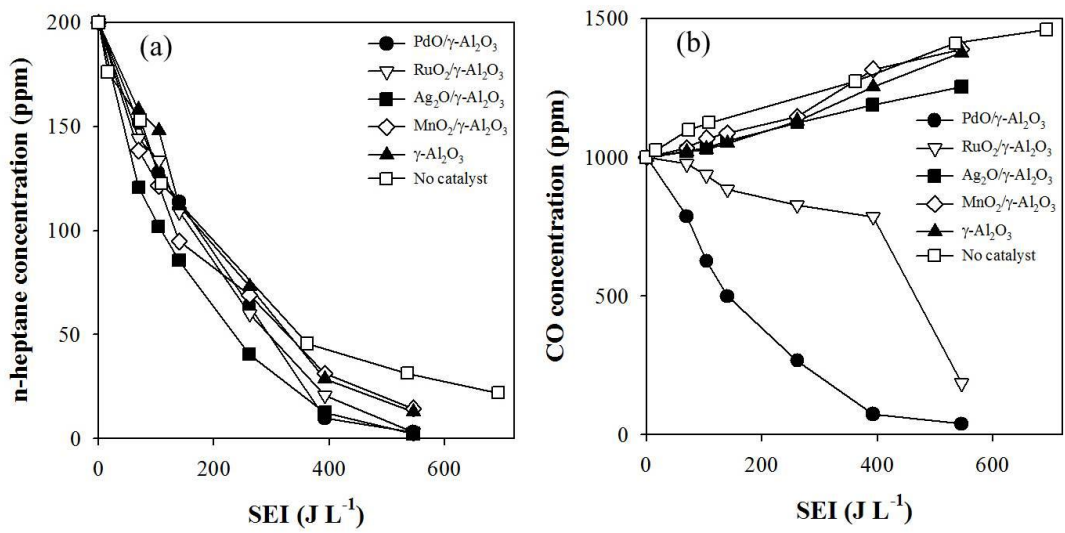 (a)
PdO/γ-Al₂O₃
RuO₂/γ-Al₂O₃
Ag₂O/γ-Al₂O₃
MnO₂/γ-Al₂O₃
γ-Al₂O₃
No catalyst
n-heptane concentration (ppm)
200
150
100
50
0
0 200 400 600
SEI (J L⁻¹)
(b)
PdO/γ-Al₂O₃
RuO₂/γ-Al₂O₃
Ag₂O/γ-Al₂O₃
MnO₂/γ-Al₂O₃
γ-Al₂O₃
No catalyst
CO concentration (ppm)
1500
1000
500
0
0 200 400 600
SEI (J L⁻¹)